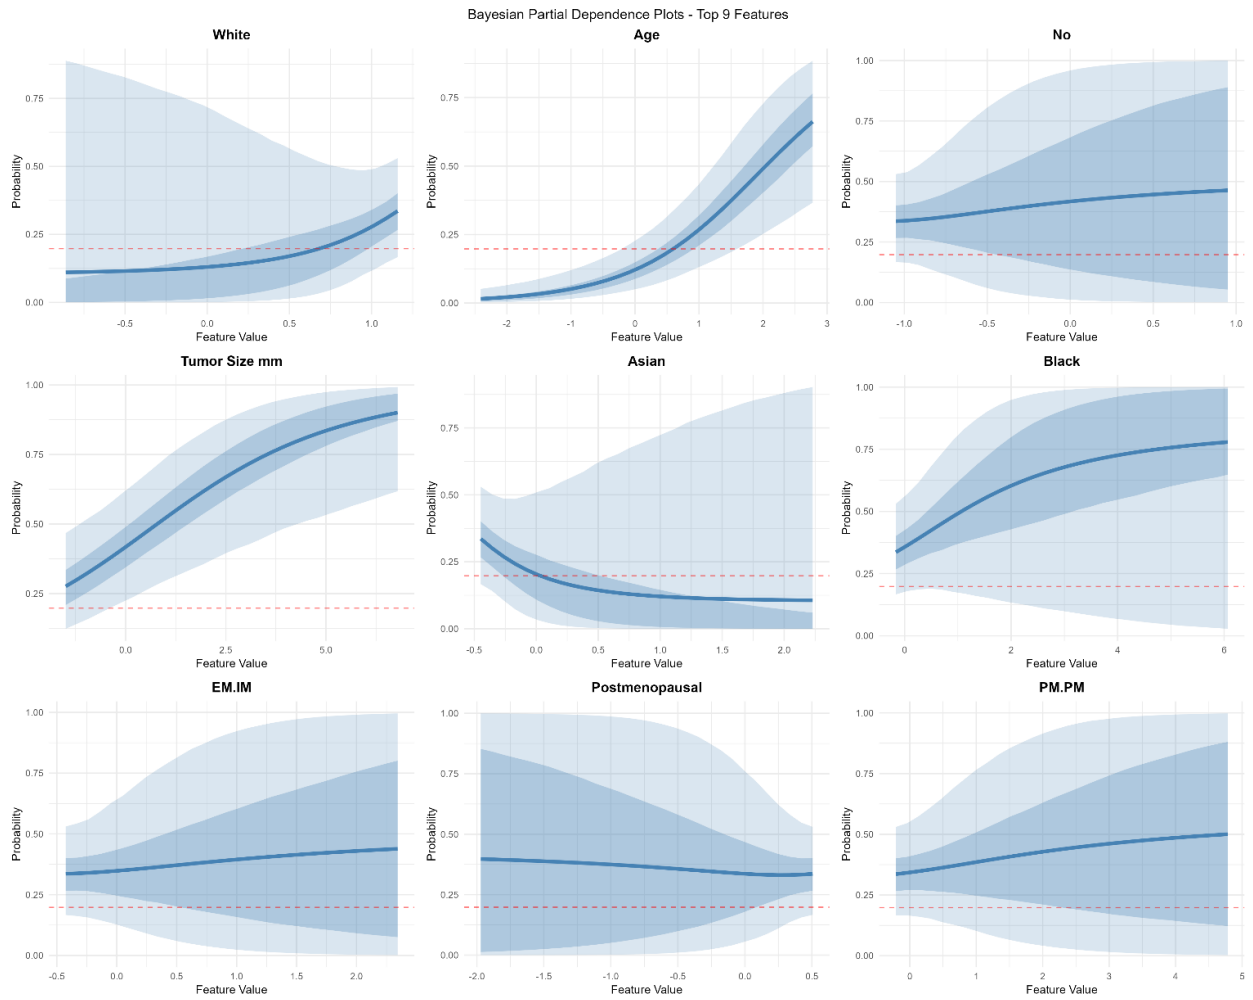 Bayesian Partial Dependence Plots - Top 9 Features
White
Probability
0.75
0.50
0.25
0.00
-0.5 0.0 0.5 1.0
Feature Value
Age
Probability
0.75
0.50
0.25
0.00
-2 -1 0 1 2 3
Feature Value
No
Probability
1.00
0.75
0.50
0.25
0.00
-1.0 -0.5 0.0 0.5 1.0
Feature Value
Tumor Size mm
Probability
1.00
0.75
0.50
0.25
0.0 2.5 5.0
Feature Value
Asian
Probability
0.75
0.50
0.25
0.00
-0.5 0.0 0.5 1.0 1.5 2.0
Feature Value
Black
Probability
1.00
0.75
0.50
0.25
0.00
0 2 4 6
Feature Value
EM.IM
Probability
1.00
0.75
0.50
0.25
0.00
-0.5 0.0 0.5 1.0 1.5 2.0
Feature Value
Postmenopausal
Probability
1.00
0.75
0.50
0.25
0.00
-2.0 -1.5 -1.0 -0.5 0.0 0.5
Feature Value
PM.PM
Probability
1.00
0.75
0.50
0.25
0.00
0 1 2 3 4 5
Feature Value